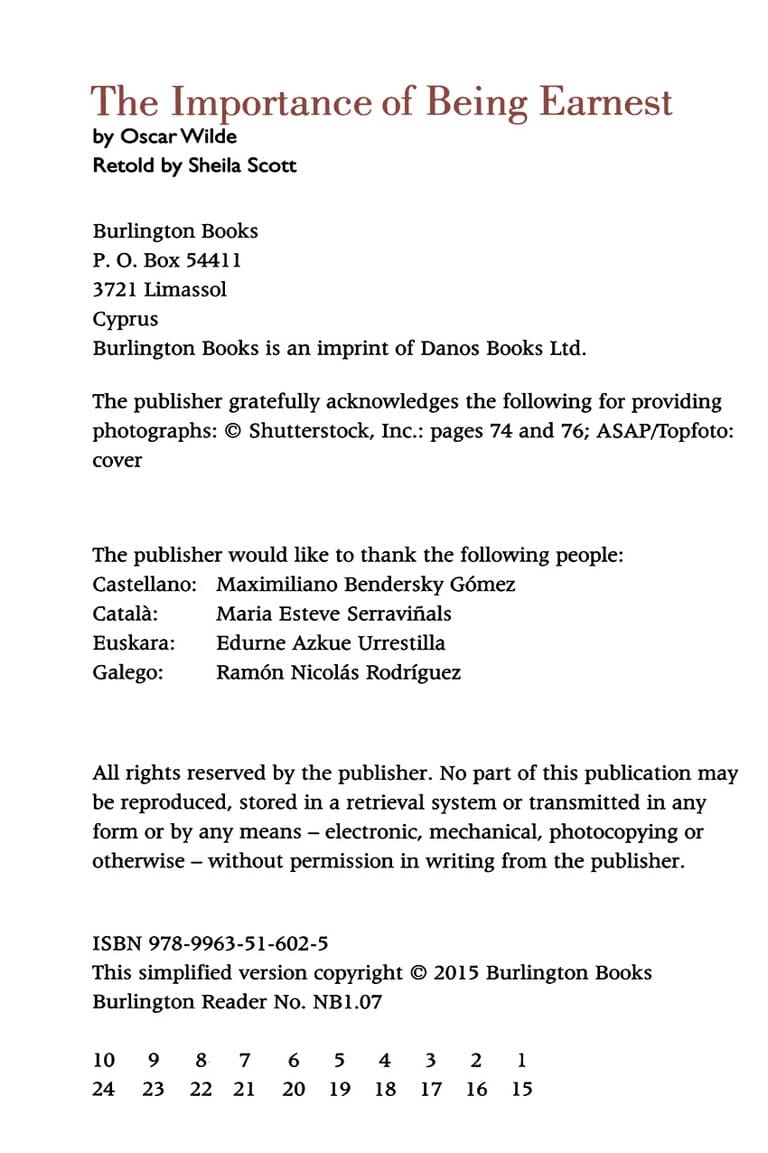 The Importance of Being Earnest
by Oscar Wilde
Retold by Sheila Scott
Burlington Books
P. O. Box 54411
3721 Limassol
Cyprus
Burlington Books is an imprint of Danos Books Ltd.
The publisher gratefully acknowledges the following for providing
photographs: © Shutterstock, Inc.: pages 74 and 76; ASAP/Topfoto:
cover
The publisher would like to thank the following people:
Castellano: Maximiliano Bendersky Gómez
Català: Maria Esteve Serraviñals
Euskara: Edurne Azkue Urrestilla
Galego: Ramón Nicolás Rodríguez
All rights reserved by the publisher. No part of this publication may
be reproduced, stored in a retrieval system or transmitted in any
form or by any means – electronic, mechanical, photocopying or
otherwise – without permission in writing from the publisher.
ISBN 978-9963-51-602-5
This simplified version copyright © 2015 Burlington Books
Burlington Reader No. NB1.07
10 9 8 7 6 5 4 3 2 1
24 23 22 21 20 19 18 17 16 15